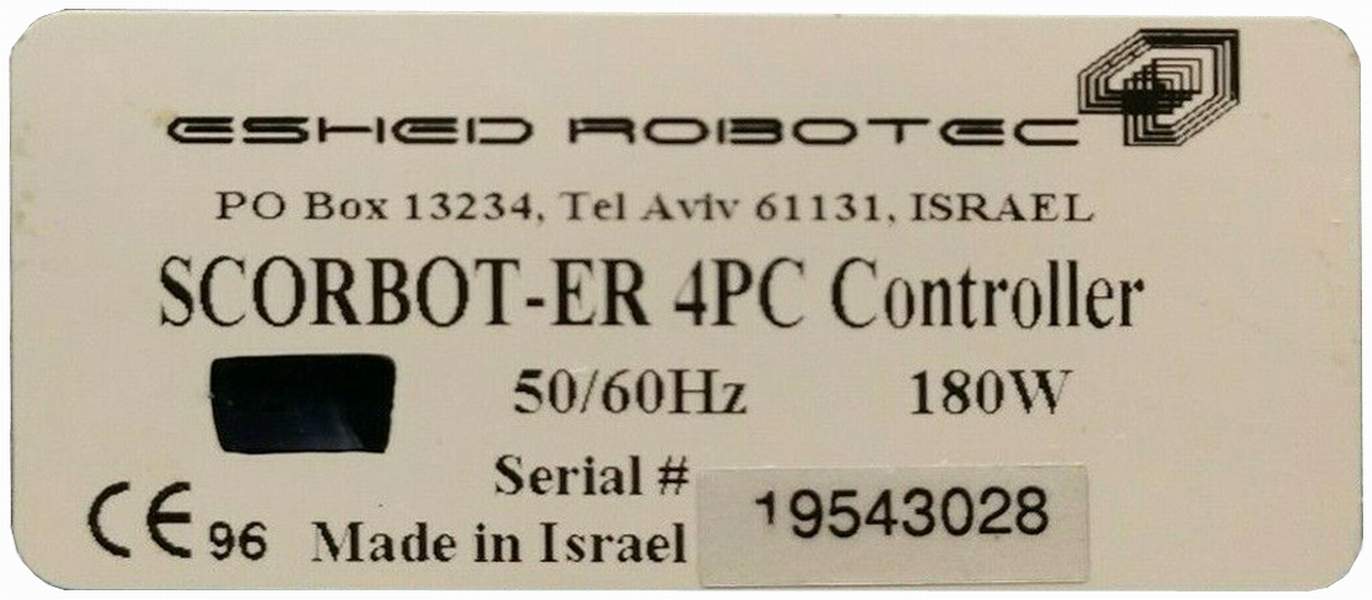 ESHED ROBOTEC
PO Box 13234, Tel Aviv 61131, ISRAEL
SCORBOT-ER 4PC Controller
50/60Hz 180W
Serial # 19543028
CE 96 Made in Israel